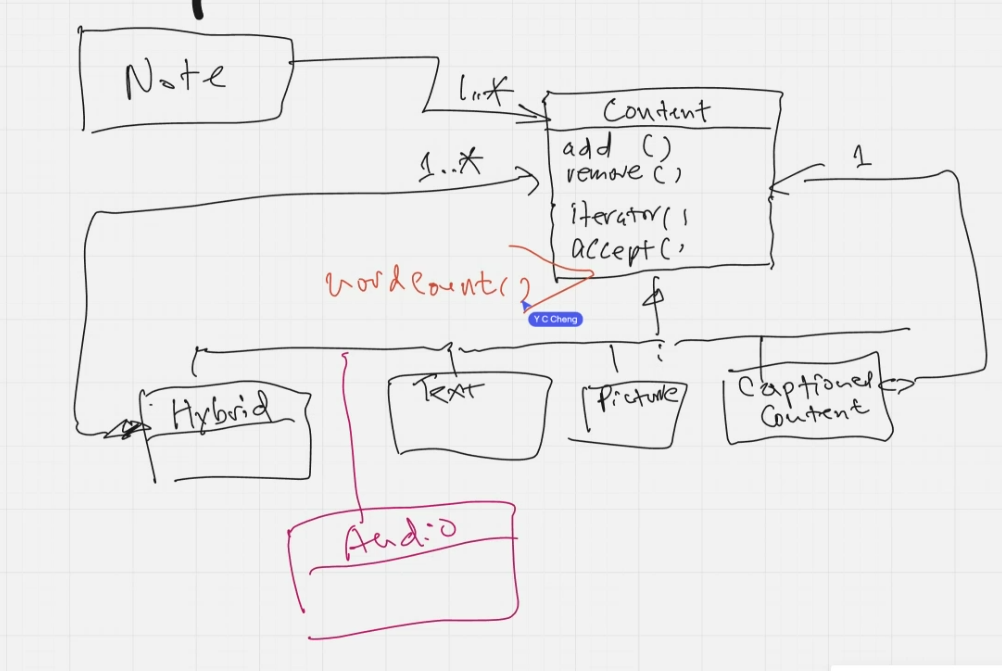 Note
1..*
Content
add ()
remove()
iterator()
accept()
1..*
1
wordCount()
Y C Cheng
Hybrid
Text
Picture
Captioned
Content
Audio